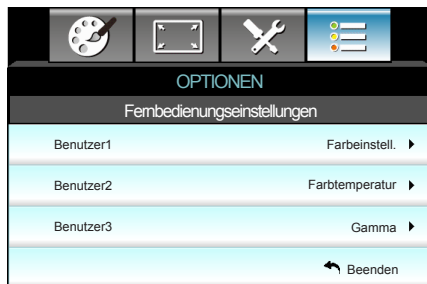 OPTIONEN
Fernbedienungseinstellungen
Benutzer1 Farbeinstell.
Benutzer2 Farbtemperatur
Benutzer3 Gamma
Beenden